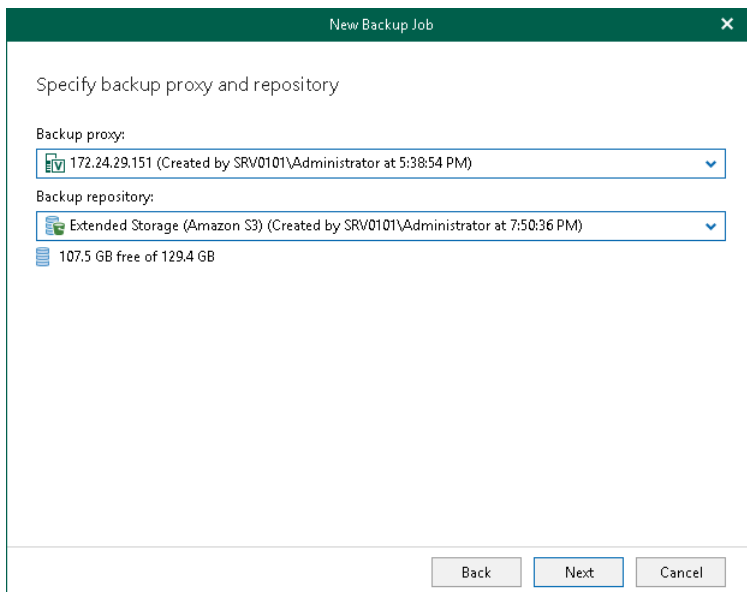 New Backup Job
Specify backup proxy and repository
Backup proxy:
172.24.29.151 (Created by SRV0101\Administrator at 5:38:54 PM)
Backup repository:
Extended Storage (Amazon S3) (Created by SRV0101\Administrator at 7:50:36 PM)
107.5 GB free of 129.4 GB
Back Next Cancel